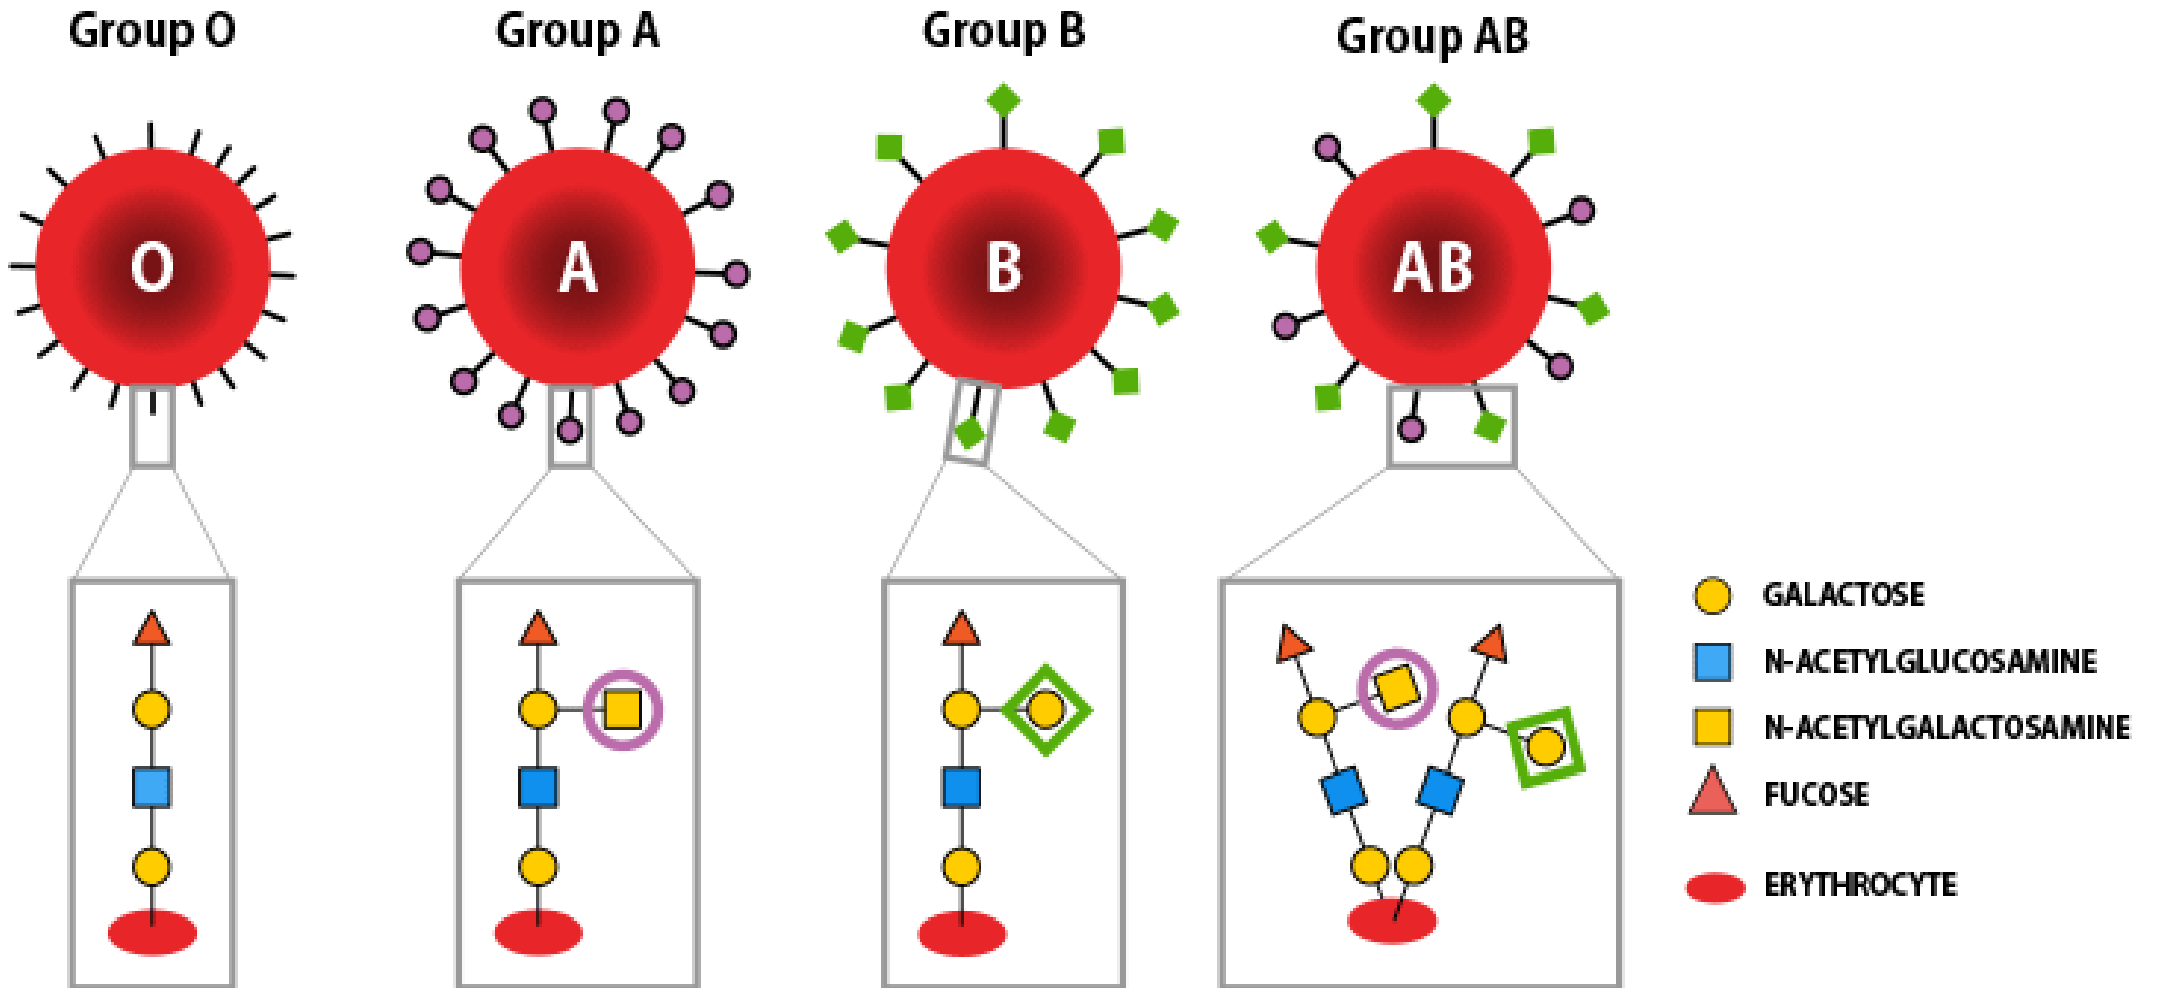 Group O
Group A
Group B
Group AB
O
A
B
AB
GALACTOSE
N-ACETYLGLUCOSAMINE
N-ACETYLGALACTOSAMINE
FUCOSE
ERYTHROCYTE